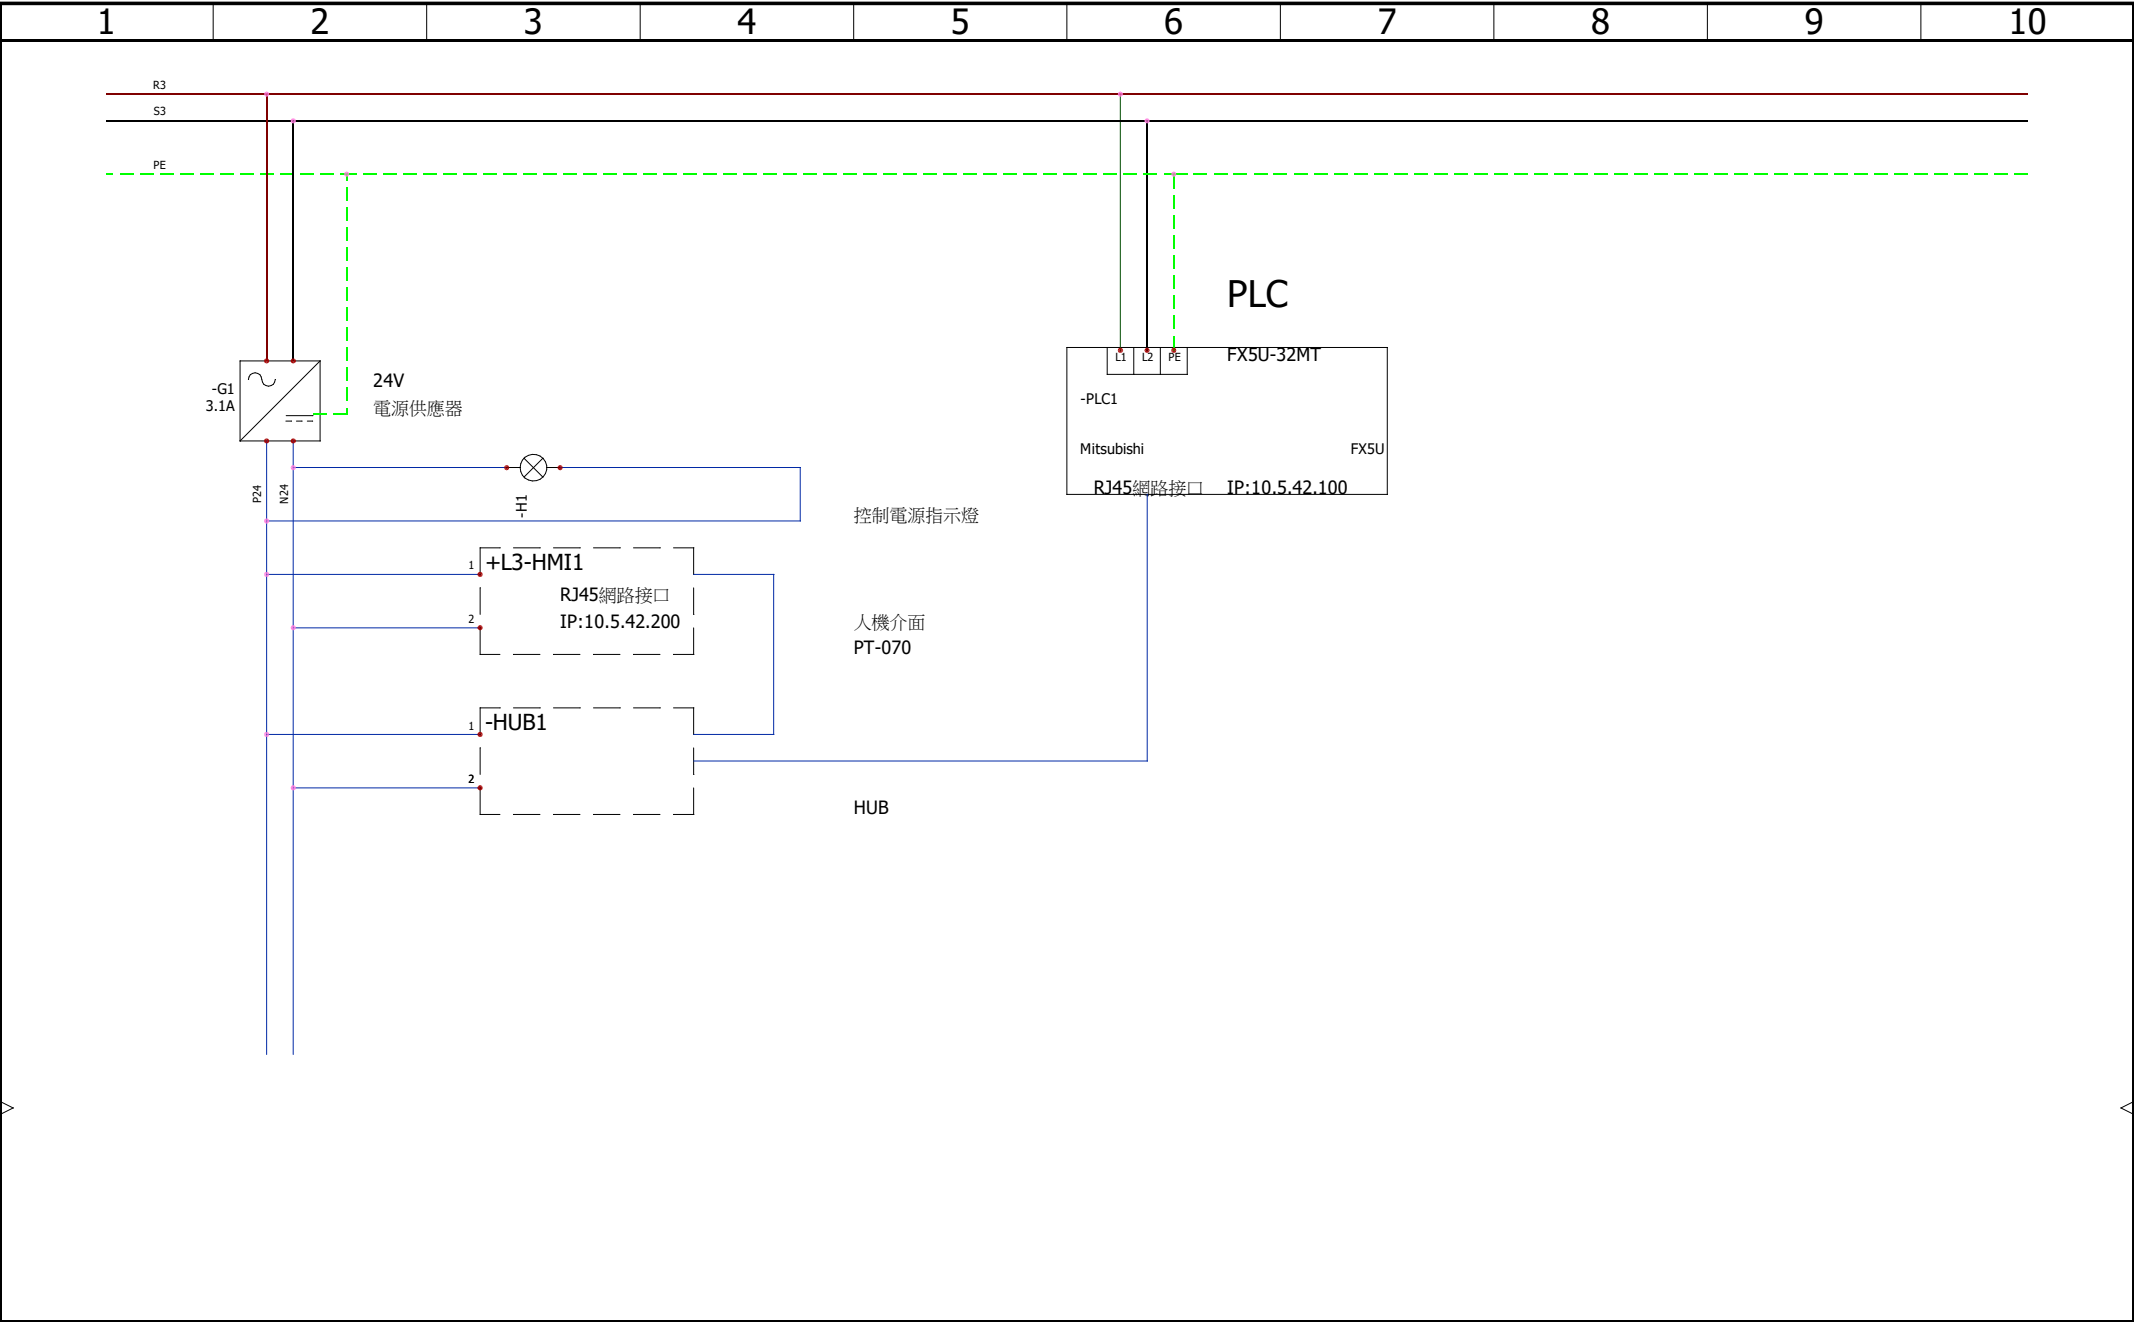 1 2 3 4 5 6 7 8 9 10
R3
S3
PE
PLC
L1 L2 PE FX5U-32MT
-G1
3.1A
24V
電源供應器
-PLC1
Mitsubishi FX5U
RJ45網路接口 IP:10.5.42.100
P24
N24
-H1
控制電源指示燈
1 +L3-HMI1
RJ45網路接口
2 IP:10.5.42.200
人機介面
PT-070
1 -HUB1
2
HUB